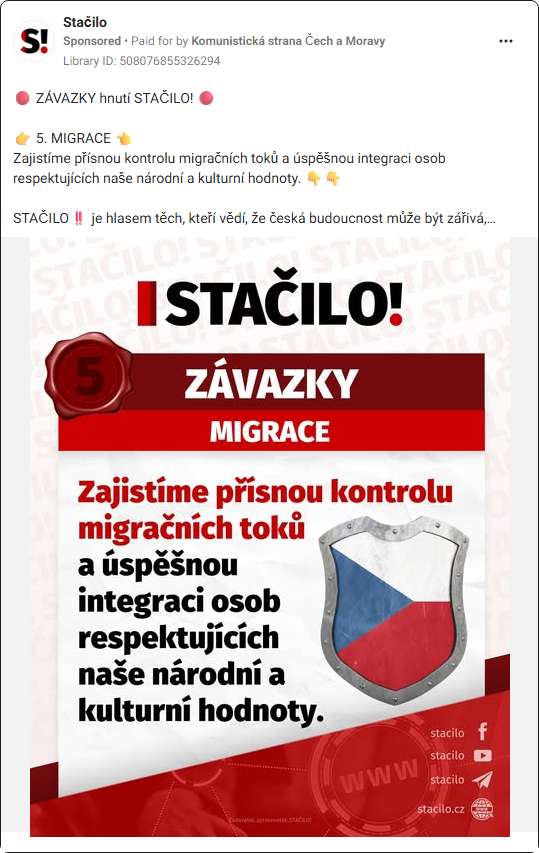 Stačilo
Sponsored • Paid for by Komunistická strana Čech a Moravy
Library ID: 508076855326294
🔴 ZÁVAZKY hnutí STAČILO! 🔴
👉 5. MIGRACE 👈
Zajistíme přísnou kontrolu migračních toků a úspěšnou integraci osob
respektujících naše národní a kulturní hodnoty. 👇👇
STAČILO‼️ je hlasem těch, kteří vědí, že česká budoucnost může být zářivá,...
STAČILO!
5
ZÁVAZKY
MIGRACE
Zajistíme přísnou kontrolu
migračních toků
a úspěšnou
integraci osob
respektujících
naše národní a
kulturní hodnoty.
stacilo
stacilo
stacilo
stacilo.cz
www
Zadavatel, zpracovatel: STAČILO!